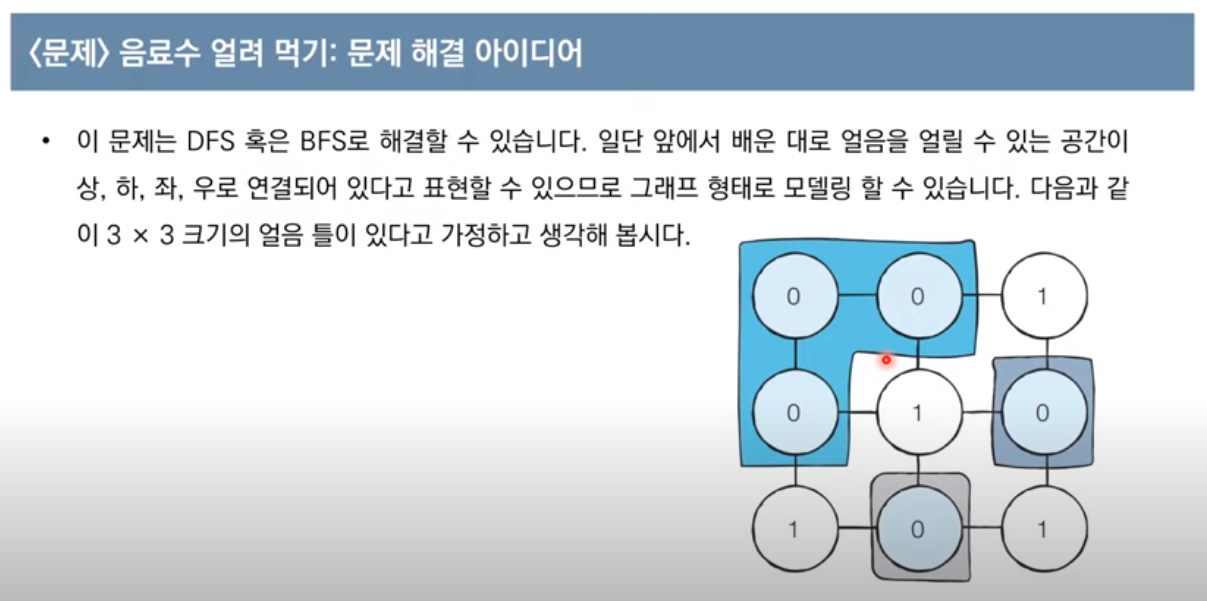 <문제> 음료수 얼려 먹기: 문제 해결 아이디어
• 이 문제는 DFS 혹은 BFS로 해결할 수 있습니다. 일단 앞에서 배운 대로 얼음을 얼릴 수 있는 공간이
상, 하, 좌, 우로 연결되어 있다고 표현할 수 있으므로 그래프 형태로 모델링 할 수 있습니다. 다음과 같
이 3 × 3 크기의 얼음 틀이 있다고 가정하고 생각해 봅시다.
0 0 1
0 1 0
1 0 1